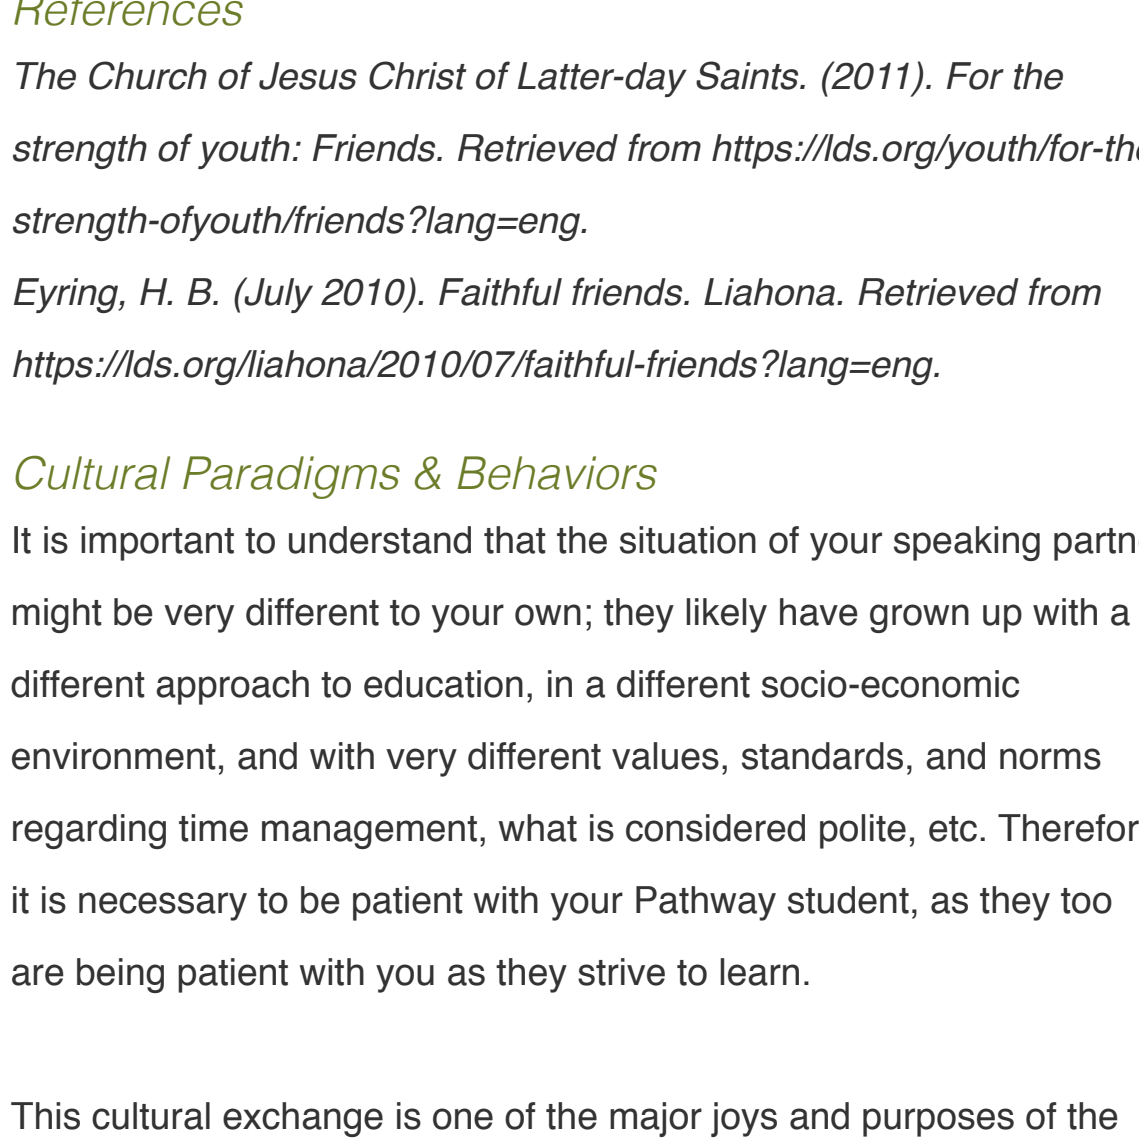 References
The Church of Jesus Christ of Latter-day Saints. (2011). For the
strength of youth: Friends. Retrieved from https://lds.org/youth/for-the
strength-ofyouth/friends?lang=eng.
Eyring, H. B. (July 2010). Faithful friends. Liahona. Retrieved from
https://lds.org/liahona/2010/07/faithful-friends?lang=eng.
Cultural Paradigms & Behaviors
It is important to understand that the situation of your speaking partn
might be very different to your own; they likely have grown up with a
different approach to education, in a different socio-economic
environment, and with very different values, standards, and norms
regarding time management, what is considered polite, etc. Therefor
it is necessary to be patient with your Pathway student, as they too
are being patient with you as they strive to learn.
This cultural exchange is one of the major joys and purposes of the